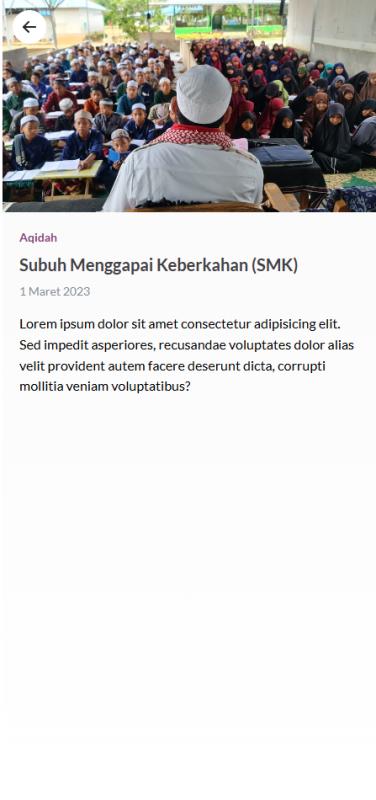 Aqidah
Subuh Menggapai Keberkahan (SMK)
1 Maret 2023
Lorem ipsum dolor sit amet consectetur adipisicing elit.
Sed impedit asperiores, recusandae voluptates dolor alias
velit provident autem facere deserunt dicta, corrupti
mollitia veniam voluptatibus?